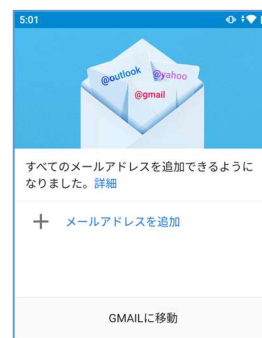 5:01
@outlook @yahoo
@gmail
すべてのメールアドレスを追加できるように
なりました。詳細
メールアドレスを追加
GMAILに移動